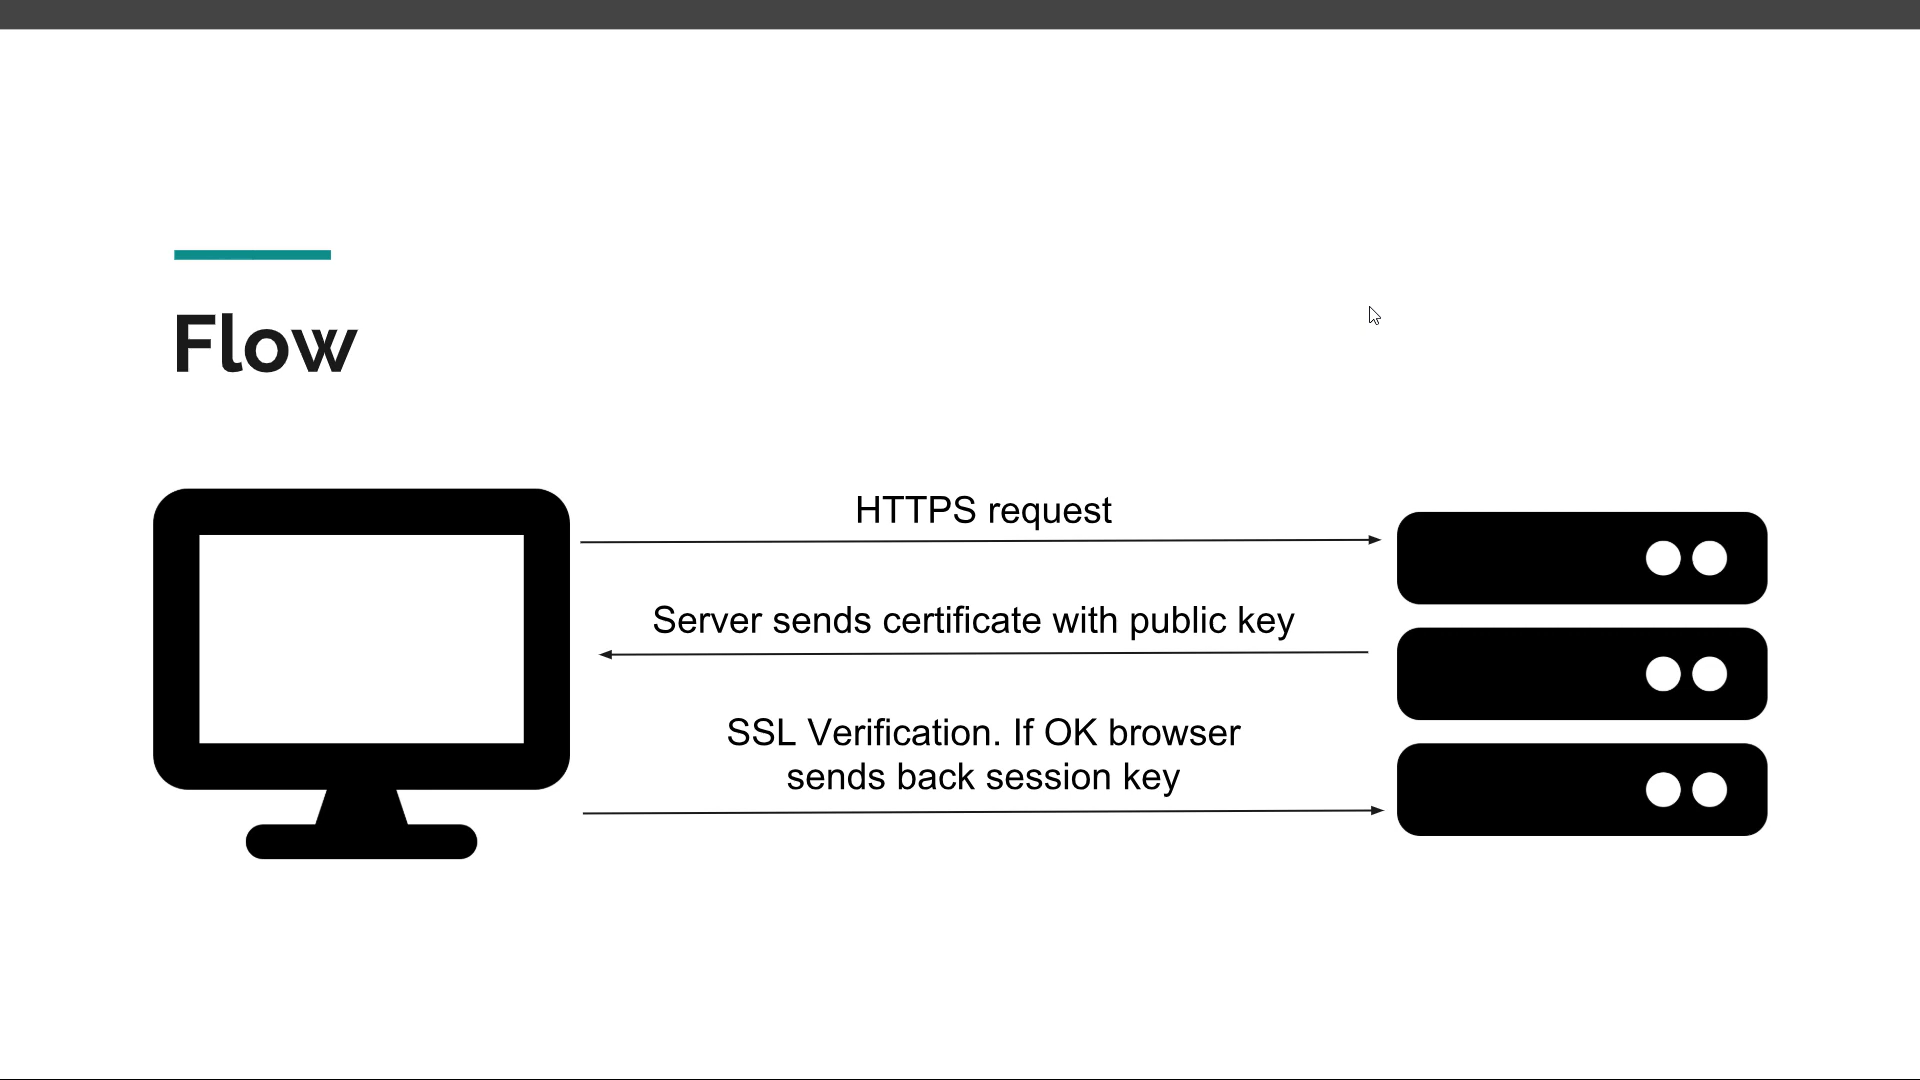 Flow
HTTPS request
Server sends certificate with public key
SSL Verification. If OK browser
sends back session key